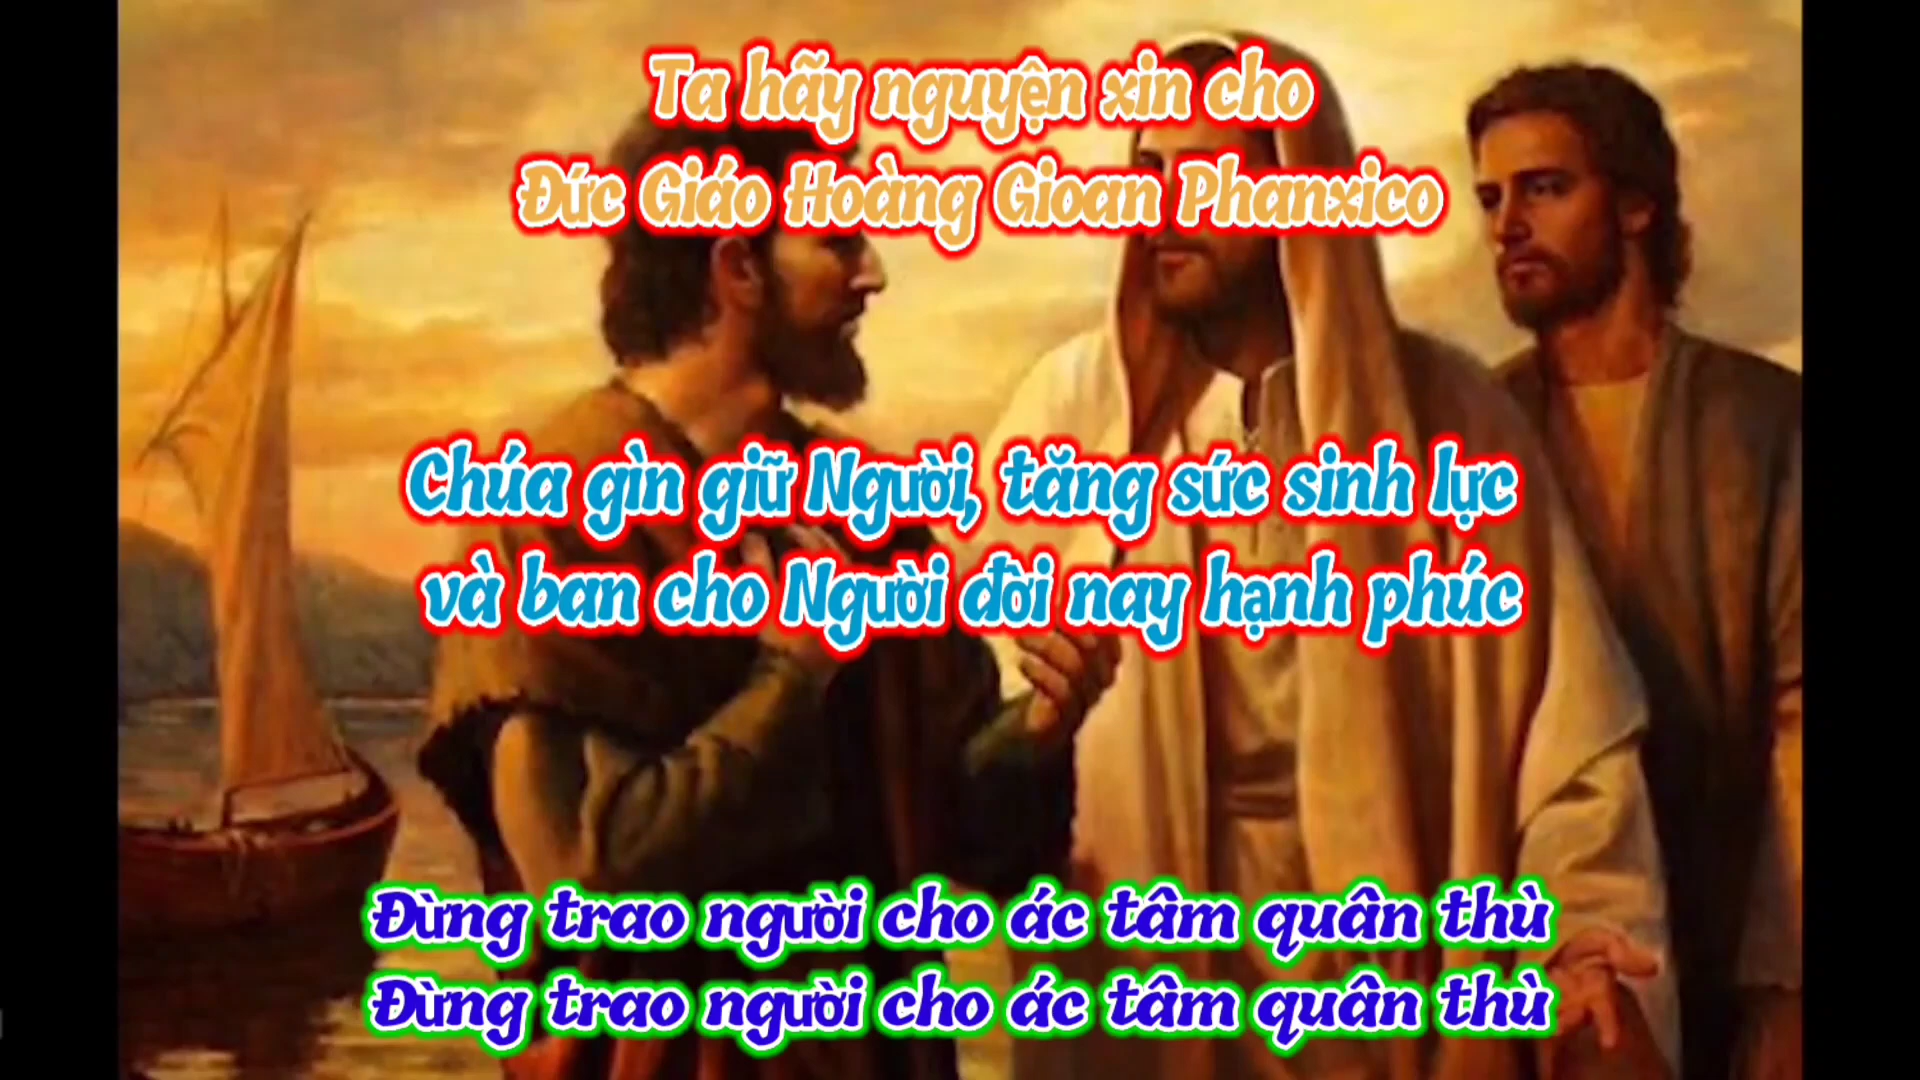 Ta hãy nguyện xin cho
Đức Giáo Hoàng Gioan Phanxico
Chúa gìn giữ Người, tăng sức sinh lực
và ban cho Người đời nay hạnh phúc
Đừng trao người cho ác tâm quân thù
Đừng trao người cho ác tâm quân thù